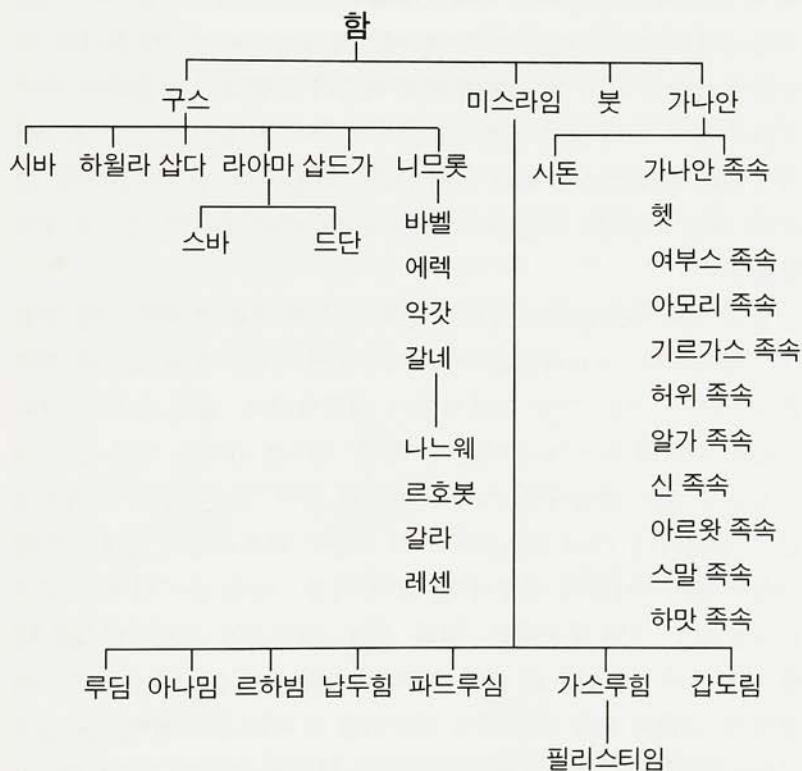 함
구스 미스라임 붓 가나안
시바 하윌라 삽다 라아마 삽드가 니므롯 시돈 가나안 족속
스바 드단 바벨 헷
에렉 여부스 족속
악갓 아모리 족속
갈네 기르가스 족속
허위 족속
나느웨 알가 족속
르호봇 신 족속
갈라 아르왓 족속
레센 스말 족속
하맛 족속
루딤 아나밈 르하빔 납두힘 파드루심 가스루힘 갑도림
필리스티임